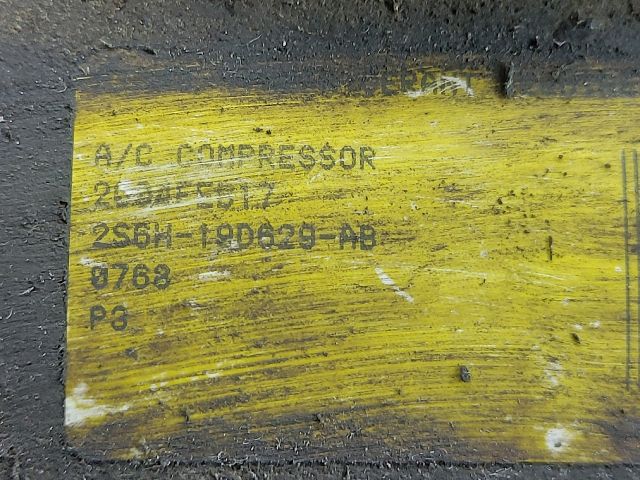 A/C COMPRESSOR
2S6H-19D629-AB
0768
P3